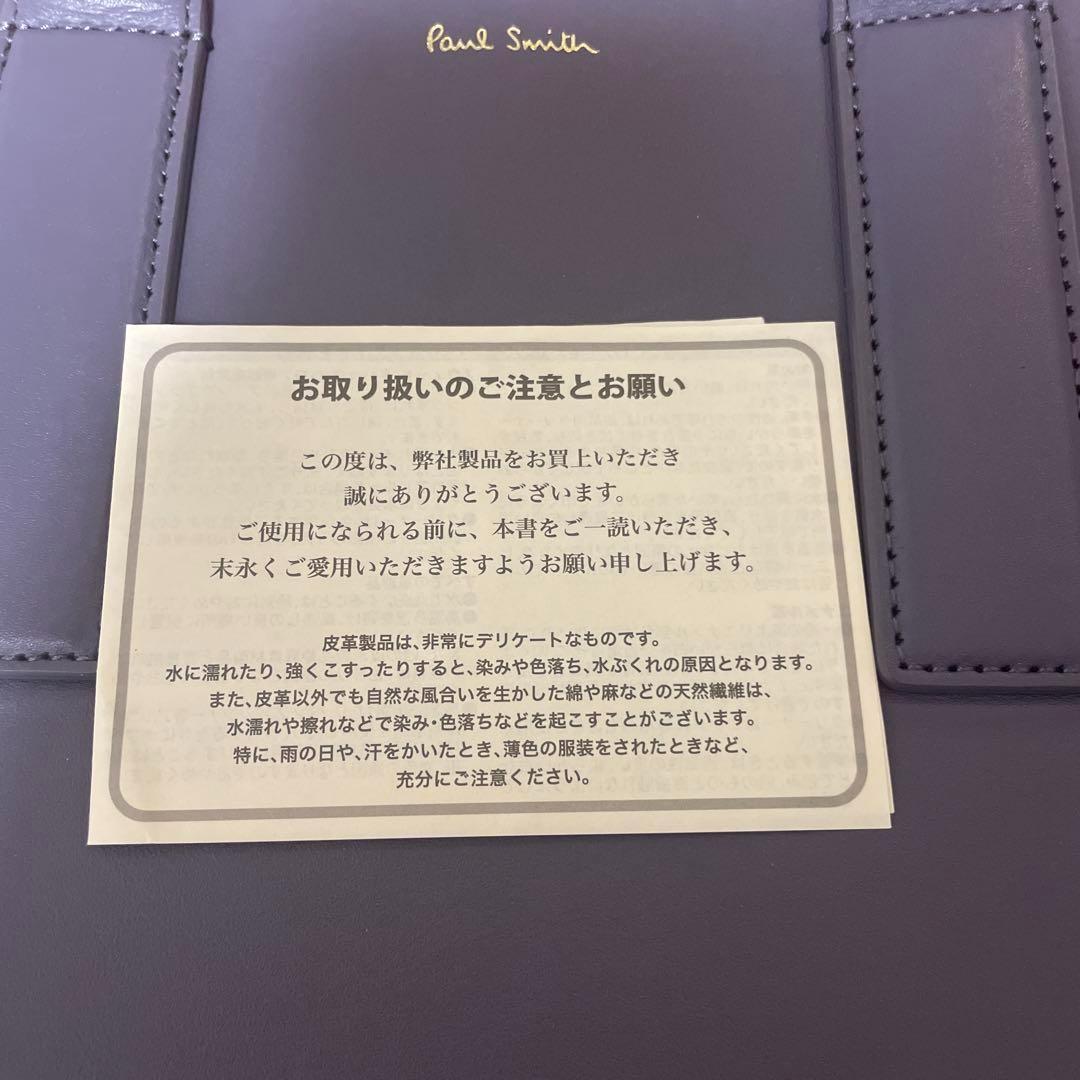 Paul Smith
お取り扱いのご注意とお願い
この度は、弊社製品をお買上いただき
誠にありがとうございます。
ご使用になられる前に、本書をご一読いただき、
末永くご愛用いただきますようお願い申し上げます。
皮革製品は、非常にデリケートなものです。
水に濡れたり、強くこすったりすると、染みや色落ち、水ぶくれの原因となります。
また、皮革以外でも自然な風合いを生かした綿や麻などの天然繊維は、
水濡れや擦れなどで染み・色落ちなどを起こすことがございます。
特に、雨の日や、汗をかいたとき、薄色の服装をされたときなど、
充分にご注意ください。